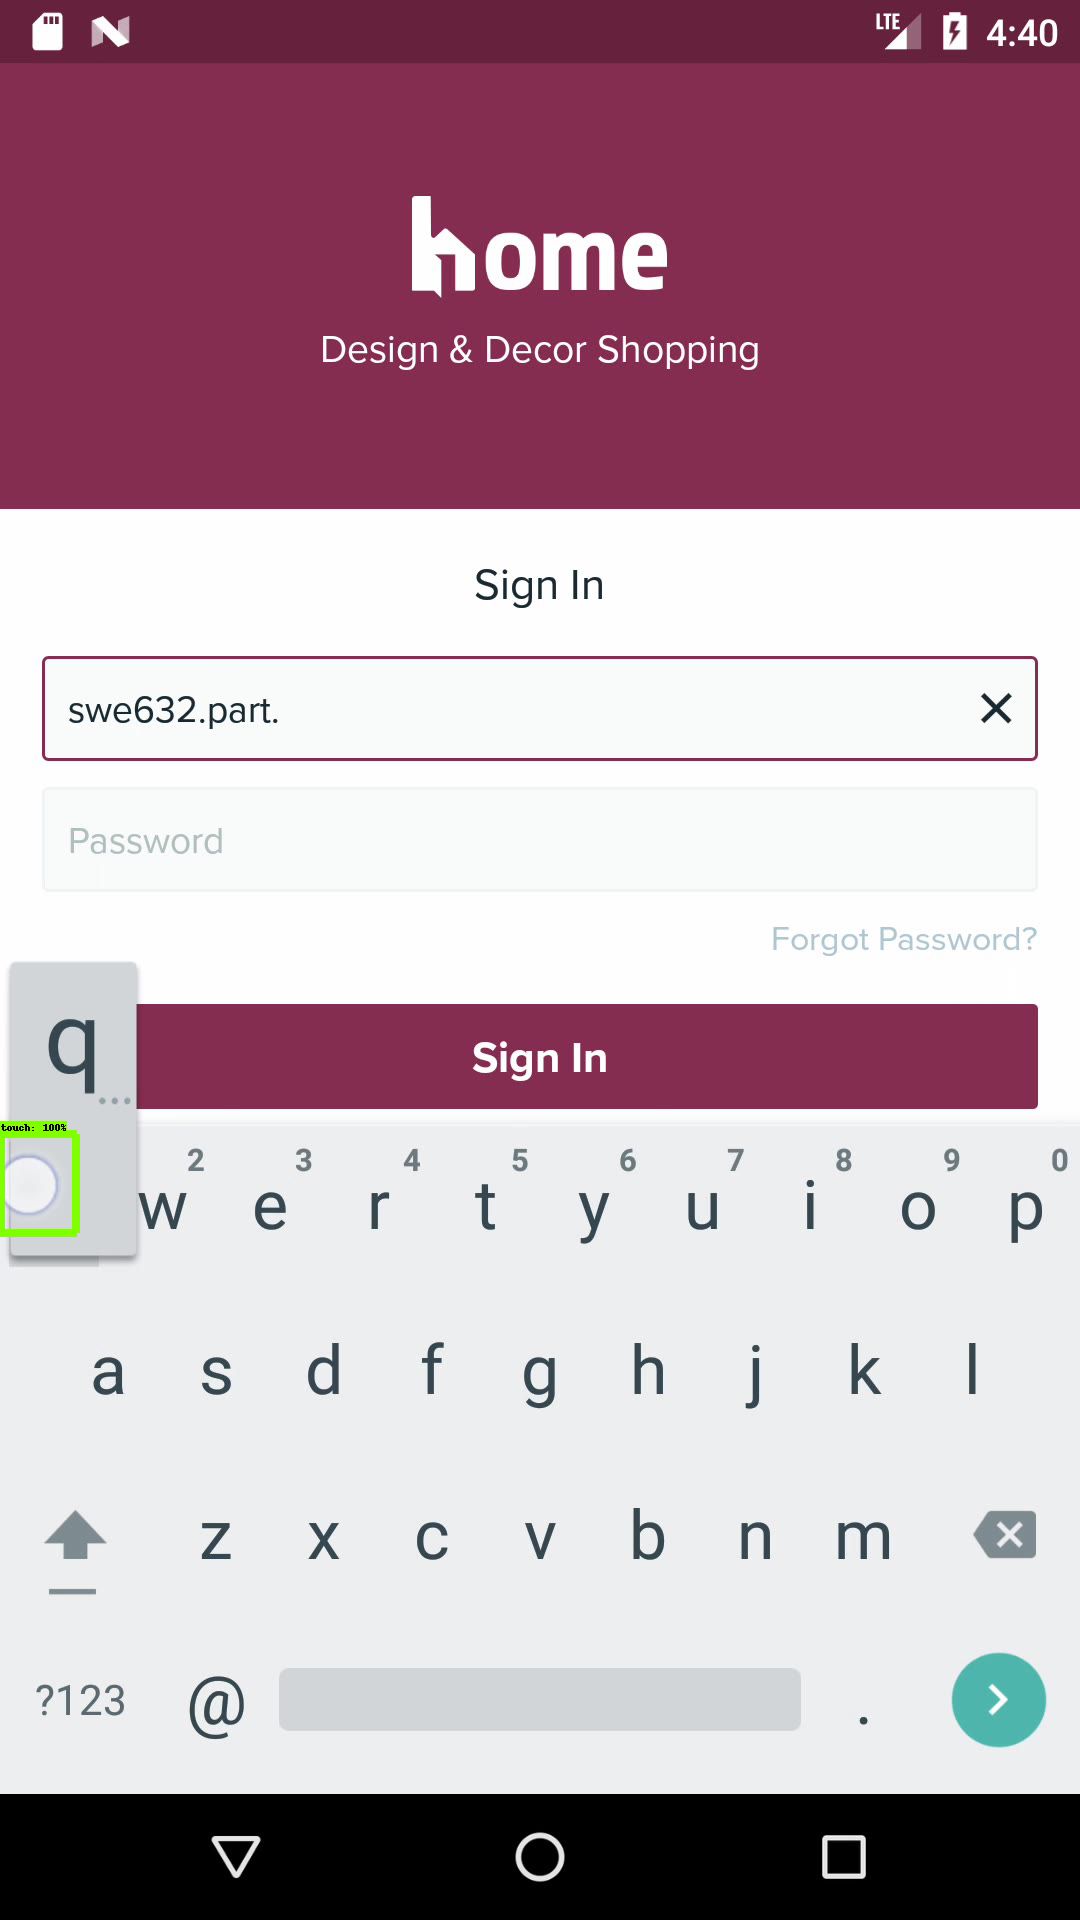 LTE 4:40
home
Design & Decor Shopping
Sign In
swe632.part.
Password
Forgot Password?
q...
Sign In
touch: 100%
2 3 4 5 6 7 8 9 0
w e r t y u i o p
a s d f g h j k l
z x c v b n m
?123 @ .